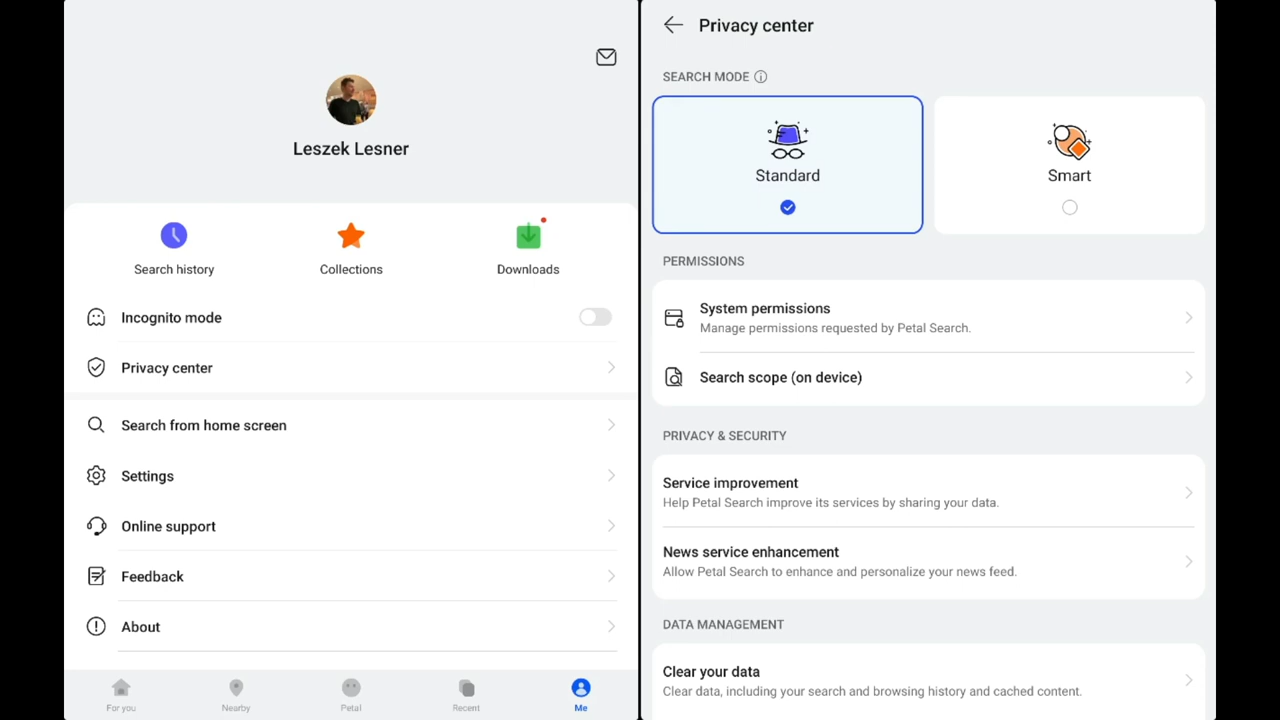 Leszek Lesner
Search history
Collections
Downloads
Incognito mode
Privacy center
Search from home screen
Settings
Online support
Feedback
About
For you
Nearby
Petal
Recent
Me
Privacy center
SEARCH MODE
Standard
Smart
PERMISSIONS
System permissions
Manage permissions requested by Petal Search.
Search scope (on device)
PRIVACY & SECURITY
Service improvement
Help Petal Search improve its services by sharing your data.
News service enhancement
Allow Petal Search to enhance and personalize your news feed.
DATA MANAGEMENT
Clear your data
Clear data, including your search and browsing history and cached content.